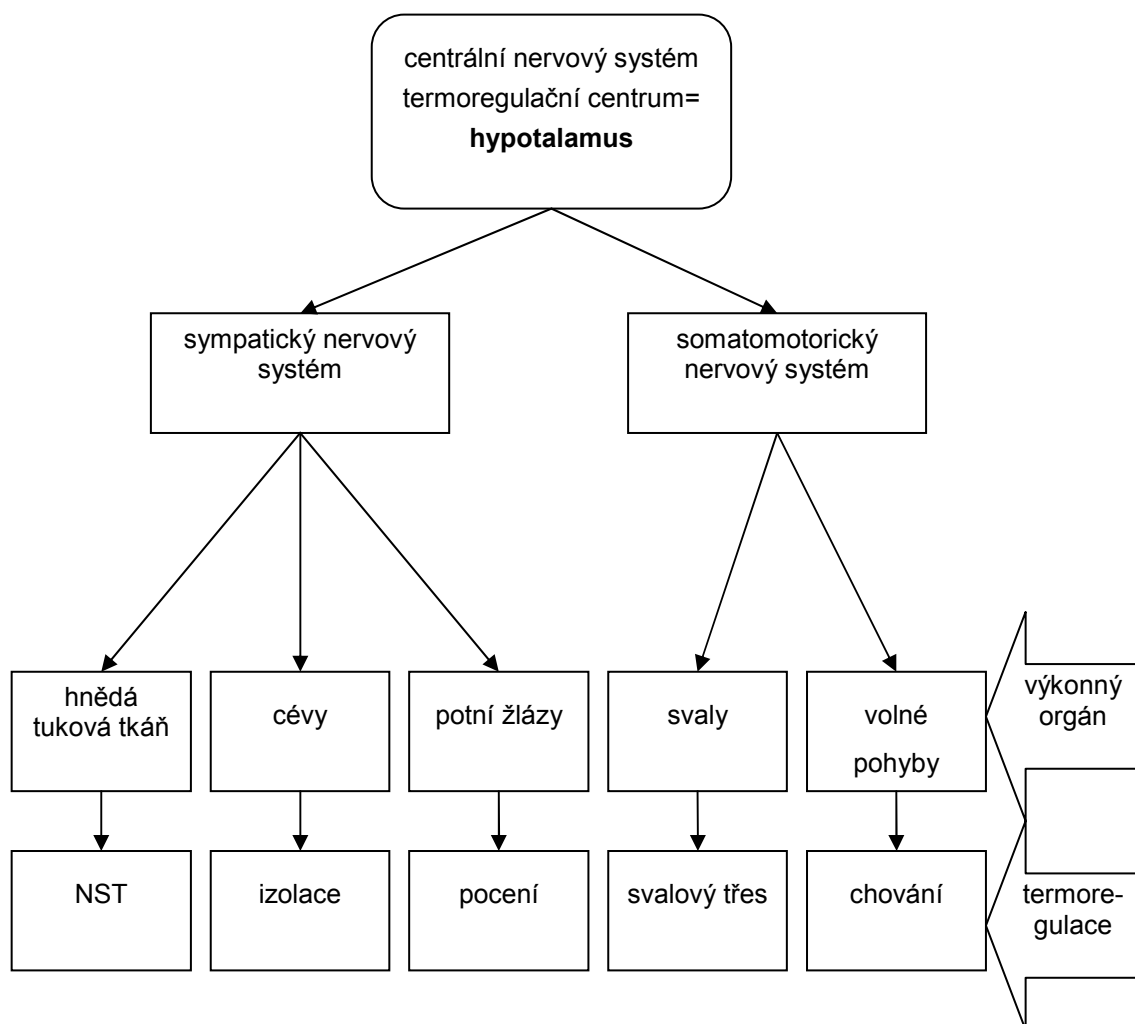 centrální nervový systém
termoregulační centrum=
hypotalamus
sympatický nervový
systém
somatomotorický
nervový systém
hnědá
tuková tkáň
cévy
potní žlázy
svaly
volné
pohyby
výkonný
orgán
NST
izolace
pocení
svalový třes
chování
termore-
gulace